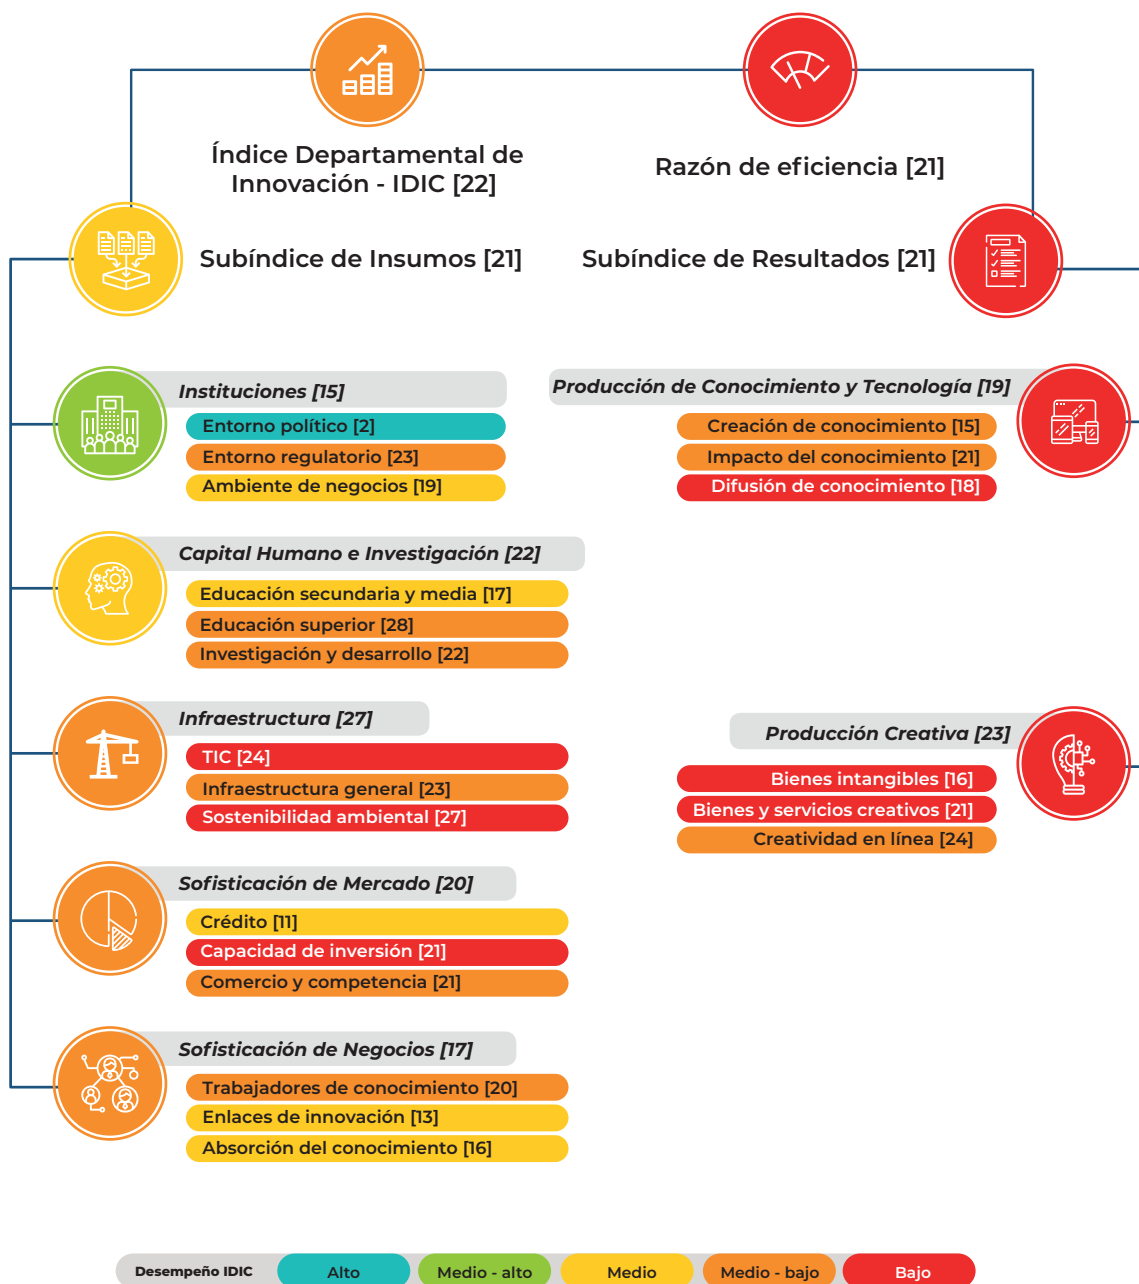 Índice Departamental de
Innovación - IDIC [22]
Razón de eficiencia [21]
Subíndice de Insumos [21]
Subíndice de Resultados [21]
Instituciones [15]
Entorno político [2]
Entorno regulatorio [23]
Ambiente de negocios [19]
Capital Humano e Investigación [22]
Educación secundaria y media [17]
Educación superior [28]
Investigación y desarrollo [22]
Infraestructura [27]
TIC [24]
Infraestructura general [23]
Sostenibilidad ambiental [27]
Sofisticación de Mercado [20]
Crédito [11]
Capacidad de inversión [21]
Comercio y competencia [21]
Sofisticación de Negocios [17]
Trabajadores de conocimiento [20]
Enlaces de innovación [13]
Absorción del conocimiento [16]
Producción de Conocimiento y Tecnología [19]
Creación de conocimiento [15]
Impacto del conocimiento [21]
Difusión de conocimiento [18]
Producción Creativa [23]
Bienes intangibles [16]
Bienes y servicios creativos [21]
Creatividad en línea [24]
Desempeño IDIC
Alto
Medio - alto
Medio
Medio - bajo
Bajo